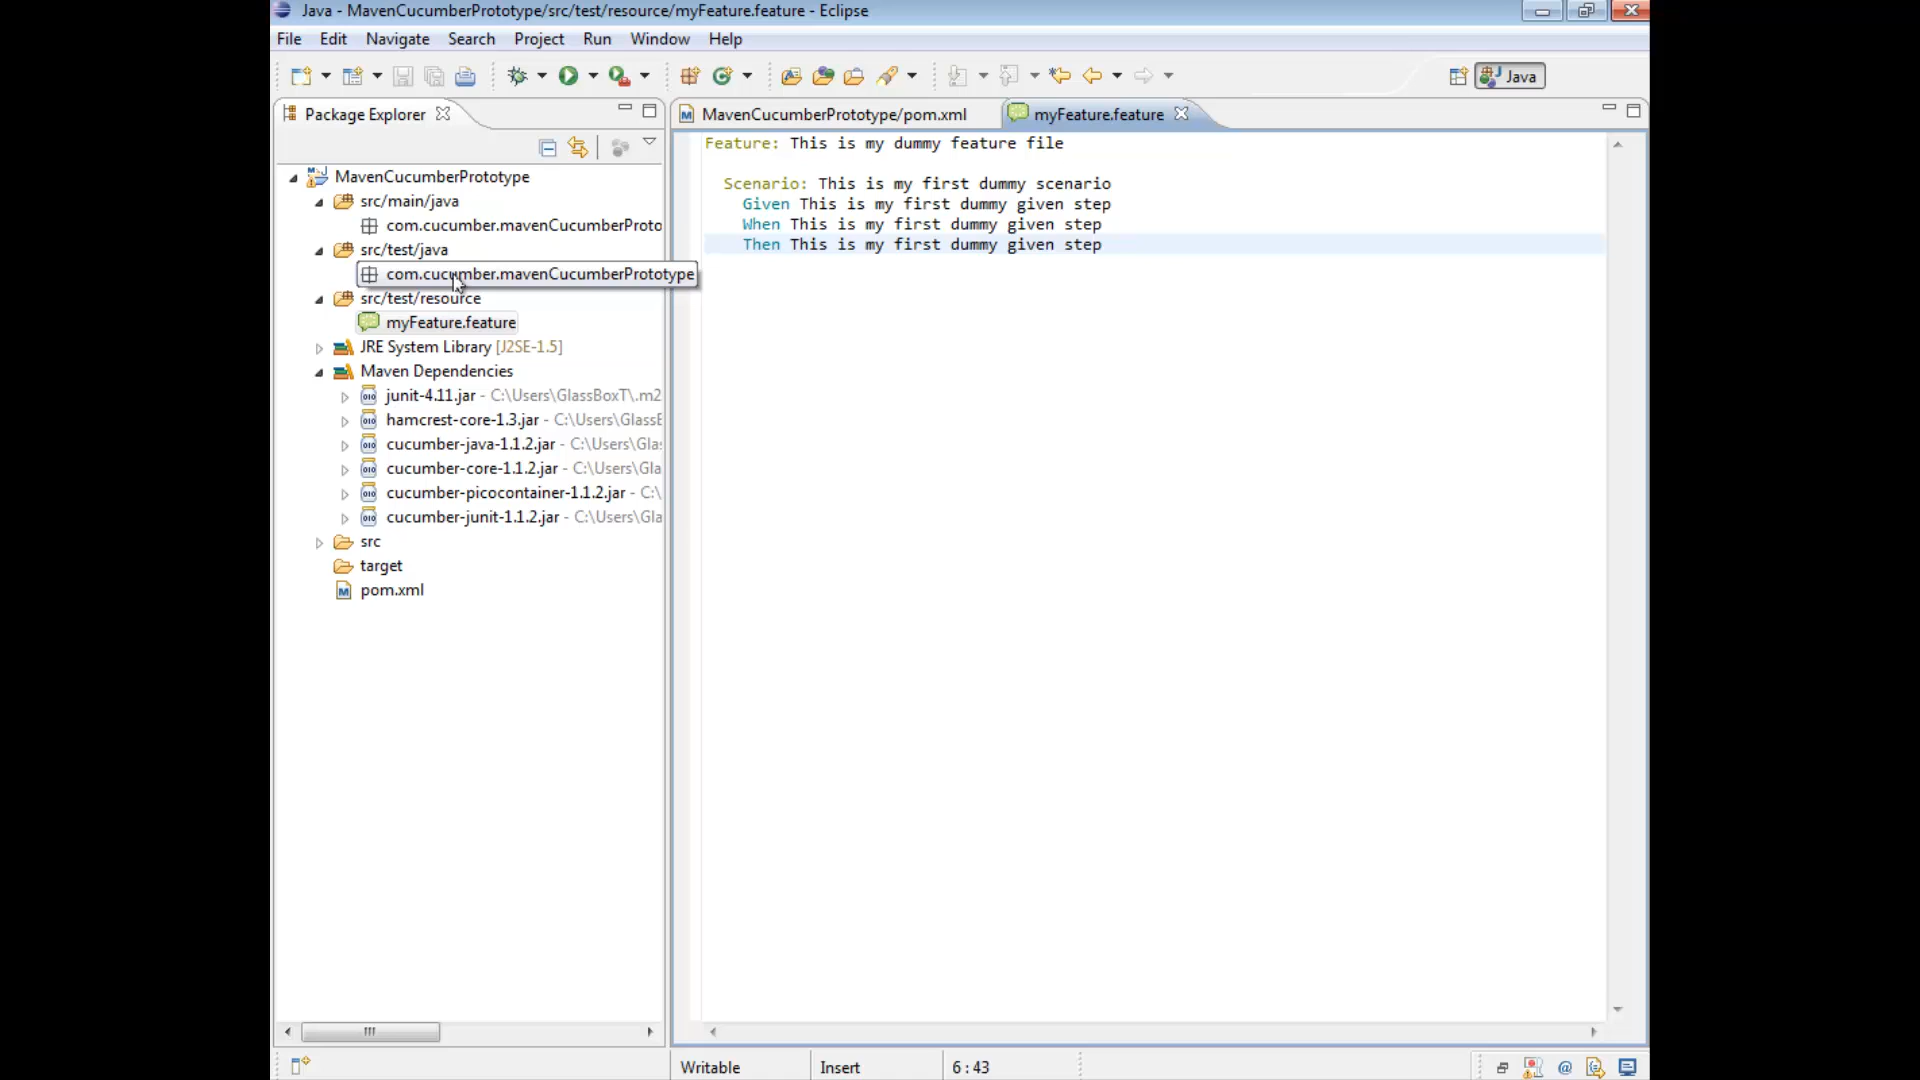 Java - MavenCucumberPrototype/src/test/resource/myFeature.feature - Eclipse
File Edit Navigate Search Project Run Window Help
Java
Package Explorer
MavenCucumberPrototype/pom.xml
myFeature.feature
MavenCucumberPrototype
src/main/java
com.cucumber.mavenCucumberProto
src/test/java
com.cucumber.mavenCucumberPrototype
src/test/resource
myFeature.feature
JRE System Library [J2SE-1.5]
Maven Dependencies
junit-4.11.jar - C:\Users\GlassBoxT\.m2
hamcrest-core-1.3.jar - C:\Users\GlassB
cucumber-java-1.1.2.jar - C:\Users\Gla
cucumber-core-1.1.2.jar - C:\Users\Gla
cucumber-picocontainer-1.1.2.jar - C:\
cucumber-junit-1.1.2.jar - C:\Users\Gla
src
target
pom.xml
Feature: This is my dummy feature file
Scenario: This is my first dummy scenario
Given This is my first dummy given step
When This is my first dummy given step
Then This is my first dummy given step
Writable
Insert
6 : 43